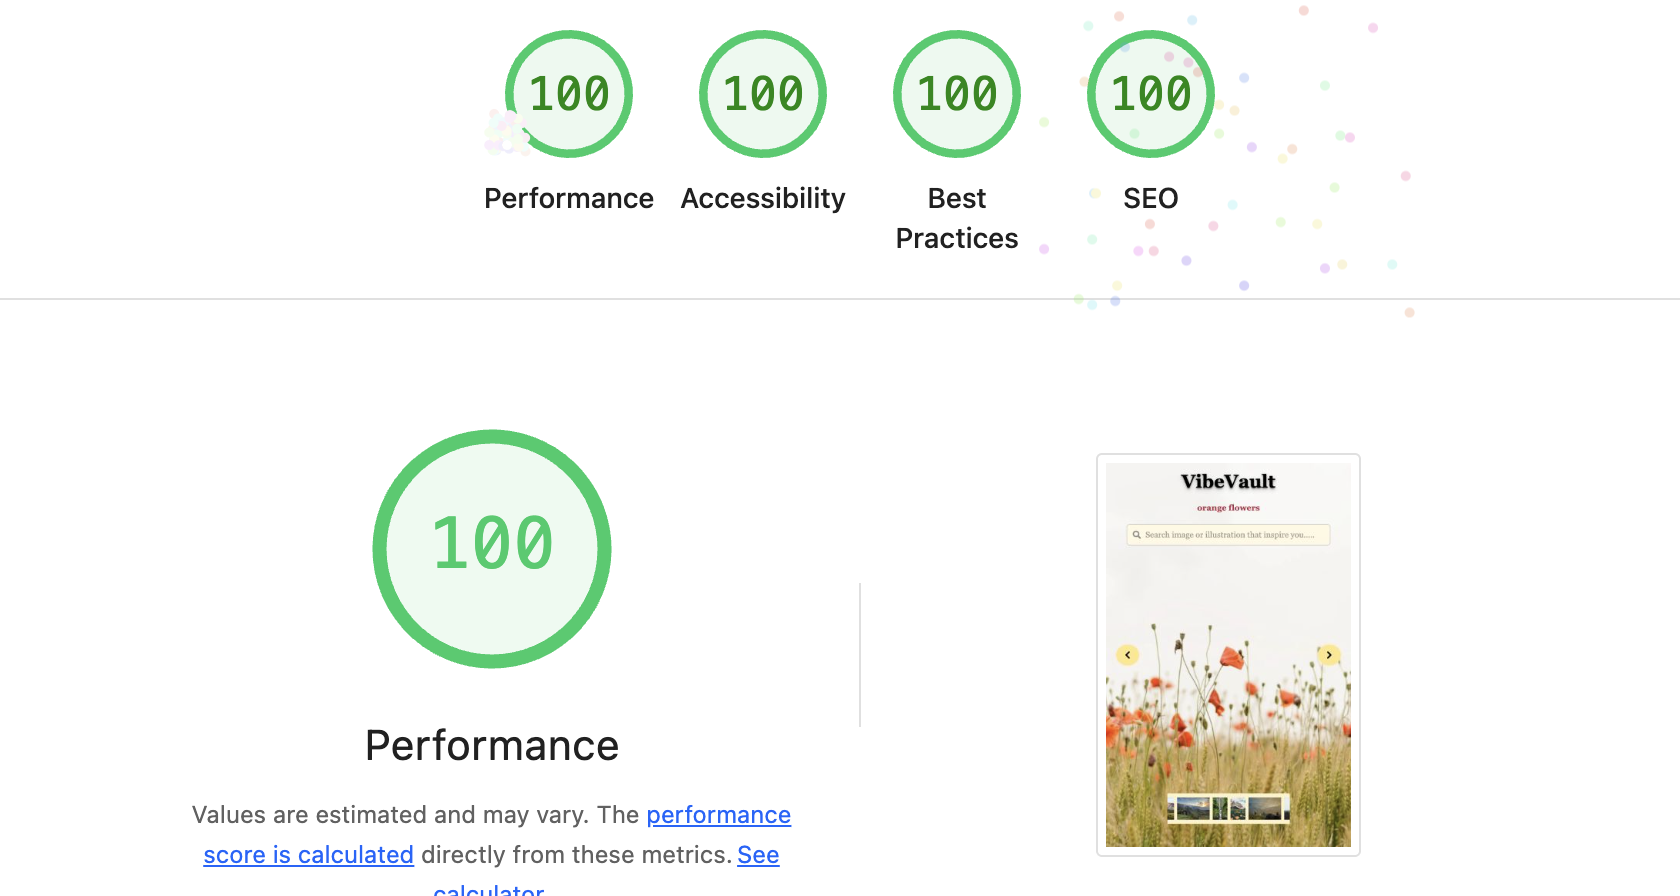 100
100
100
100
Performance
Accessibility
Best
Practices
SEO
100
Performance
Values are estimated and may vary. The performance
score is calculated directly from these metrics. See
calculator
VibeVault
orange flowers
Search image or illustration that inspire you.....